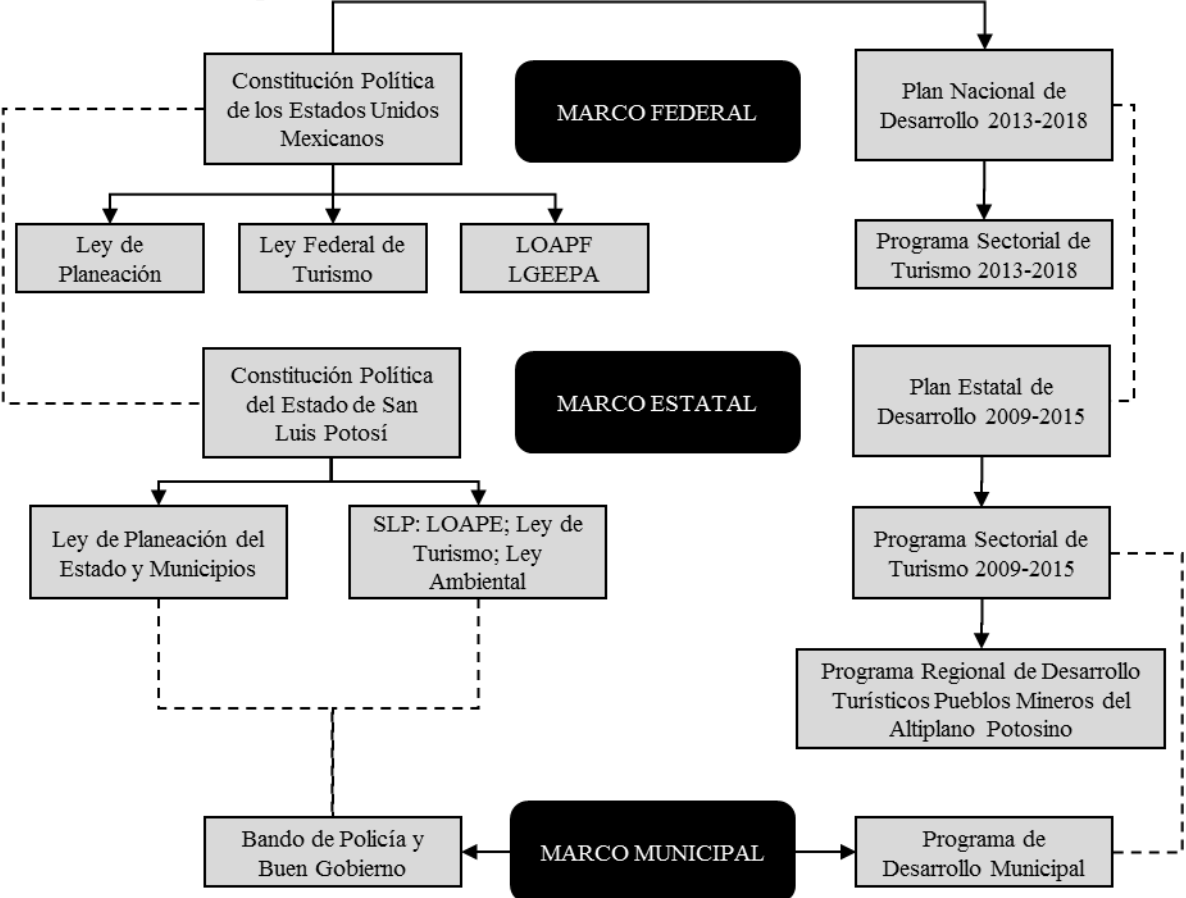 Constitución Política
de los Estados Unidos
Mexicanos
MARCO FEDERAL
Plan Nacional de
Desarrollo 2013-2018
Ley de
Planeación
Ley Federal de
Turismo
LOAPF
LGEEPA
Programa Sectorial de
Turismo 2013-2018
Constitución Política
del Estado de San
Luis Potosí
MARCO ESTATAL
Plan Estatal de
Desarrollo 2009-2015
Ley de Planeación del
Estado y Municipios
SLP: LOAPE; Ley de
Turismo; Ley
Ambiental
Programa Sectorial de
Turismo 2009-2015
Programa Regional de Desarrollo
Turísticos Pueblos Mineros del
Altiplano Potosino
Bando de Policía y
Buen Gobierno
MARCO MUNICIPAL
Programa de
Desarrollo Municipal